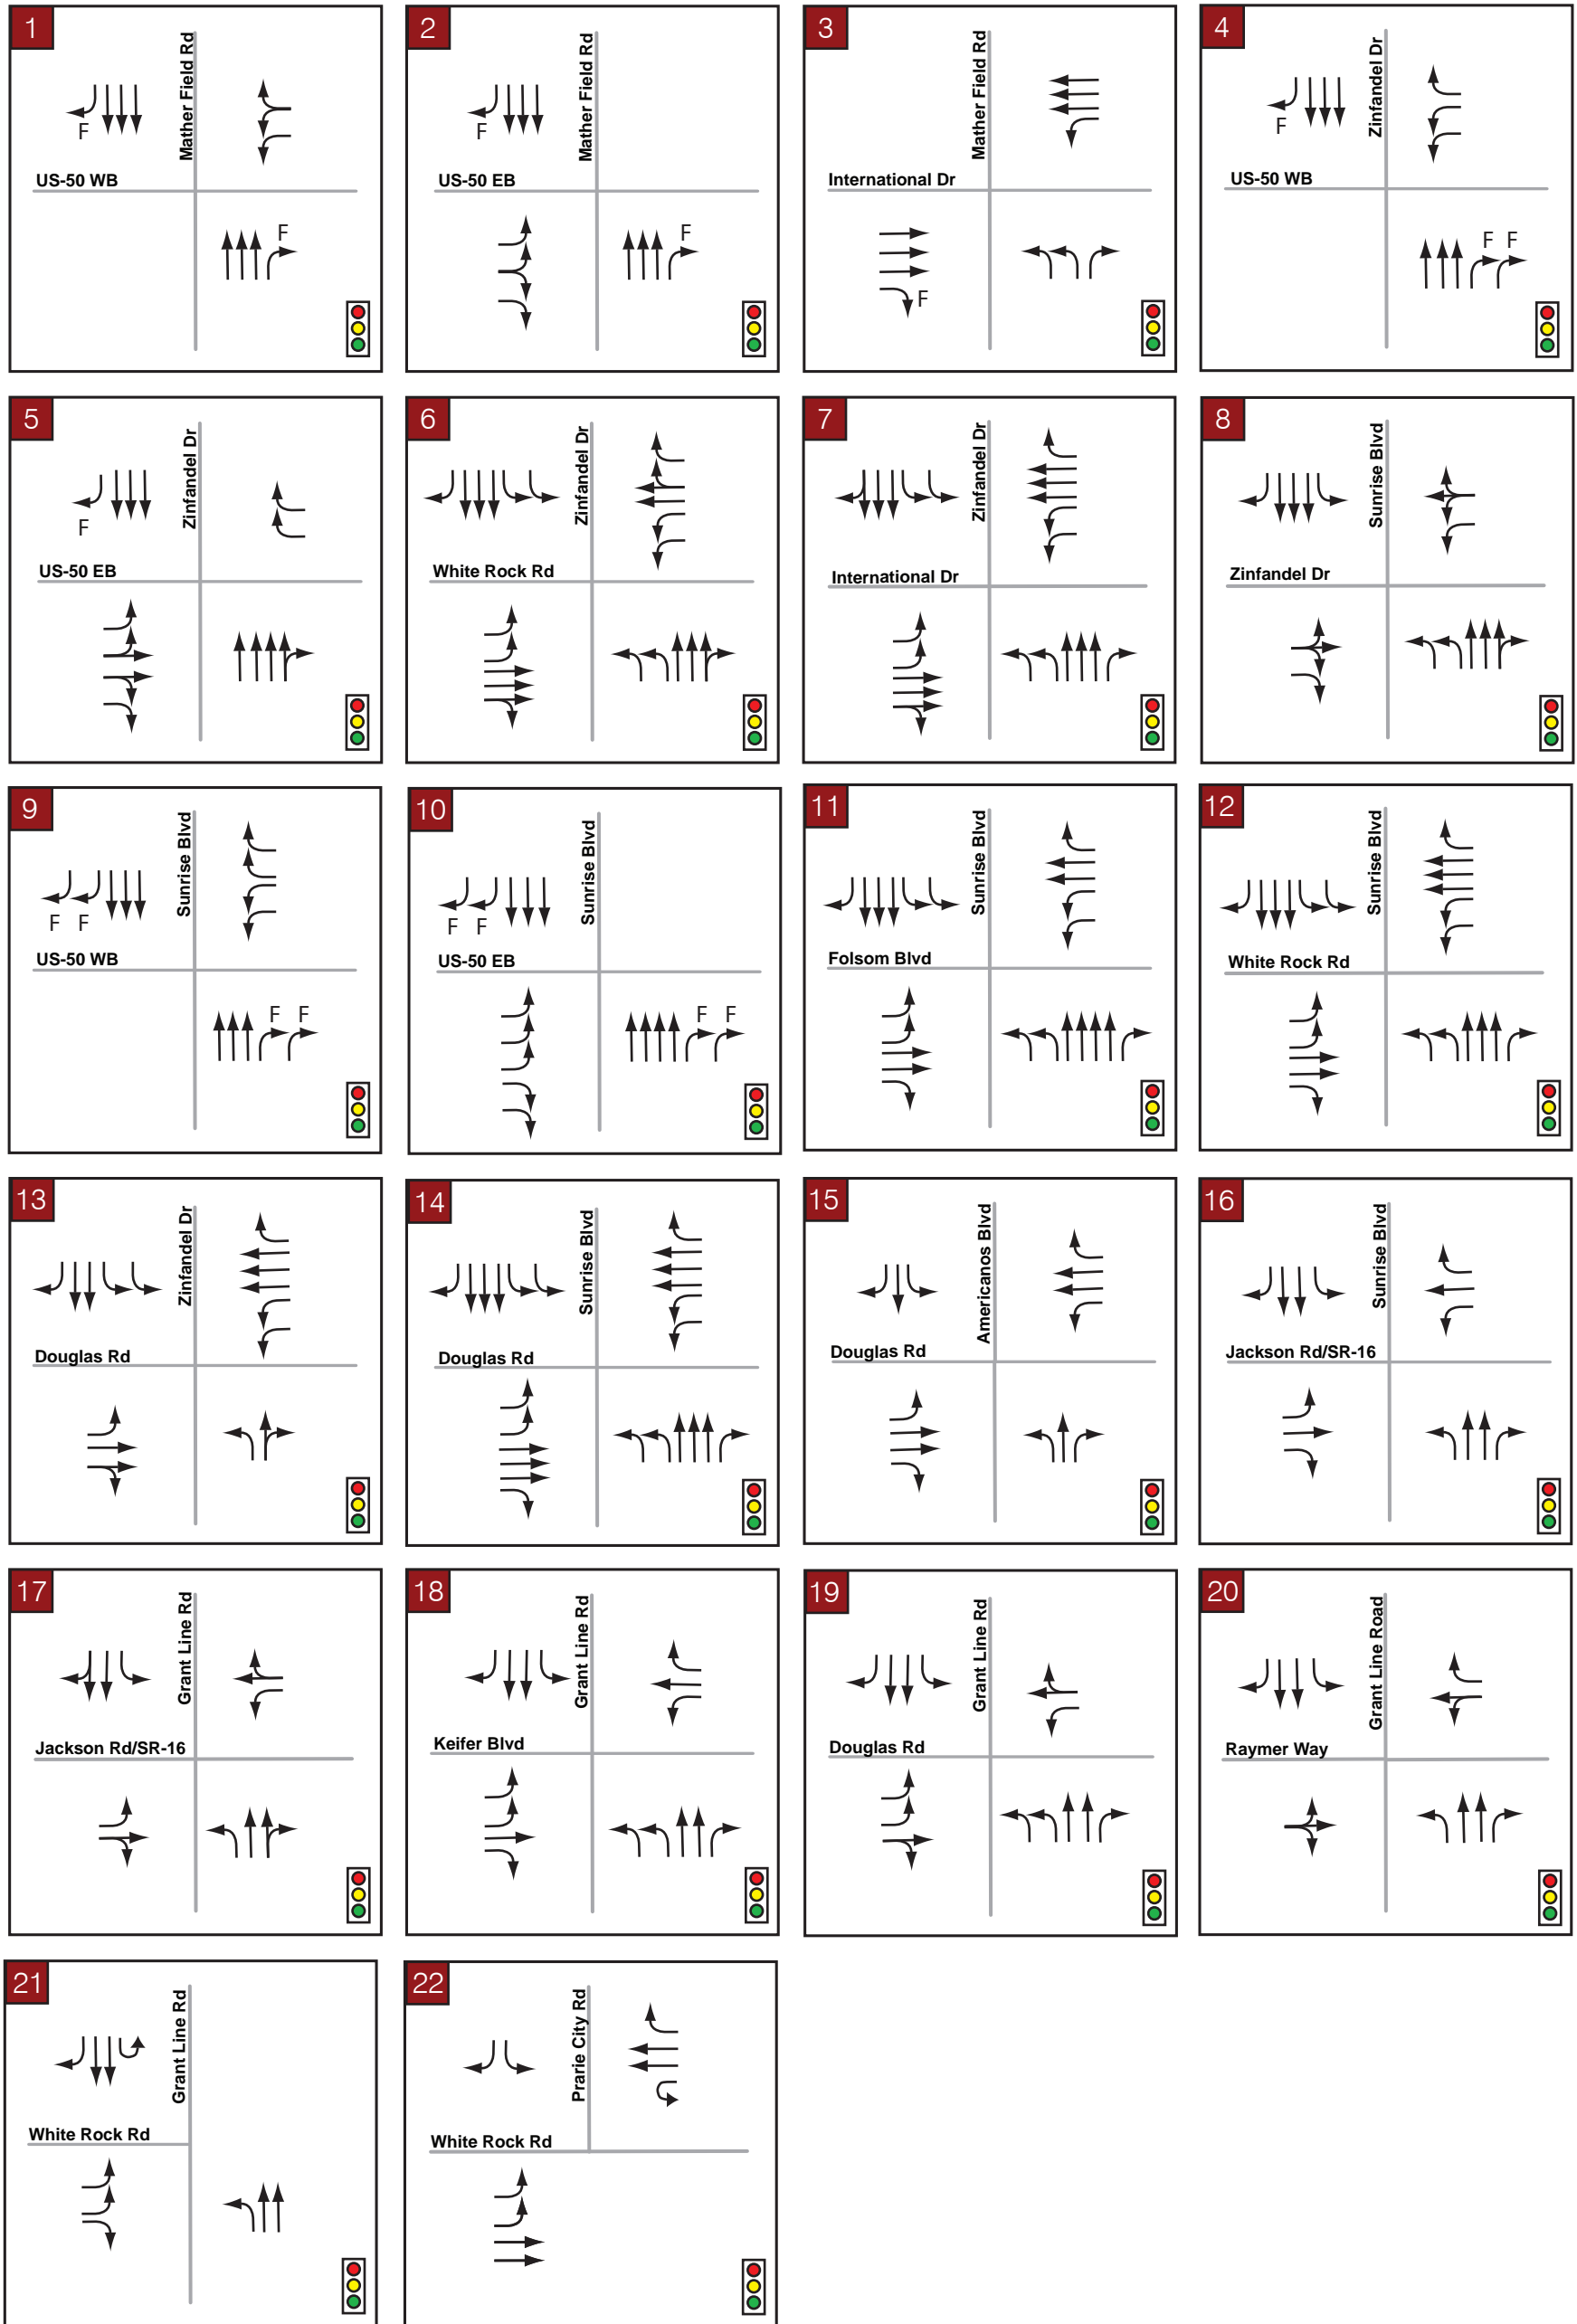 1
Mather Field Rd
F
US-50 WB
F
2
Mather Field Rd
F
US-50 EB
F
3
Mather Field Rd
International Dr
F
4
Zinfandel Dr
F
US-50 WB
F F
5
Zinfandel Dr
F
US-50 EB
6
Zinfandel Dr
White Rock Rd
7
Zinfandel Dr
International Dr
8
Sunrise Blvd
Zinfandel Dr
9
Sunrise Blvd
F F
US-50 WB
F F
10
Sunrise Blvd
F F
US-50 EB
F F
11
Sunrise Blvd
Folsom Blvd
12
Sunrise Blvd
White Rock Rd
13
Zinfandel Dr
Douglas Rd
14
Sunrise Blvd
Douglas Rd
15
Americanos Blvd
Douglas Rd
16
Sunrise Blvd
Jackson Rd/SR-16
17
Grant Line Rd
Jackson Rd/SR-16
18
Grant Line Rd
Keifer Blvd
19
Grant Line Rd
Douglas Rd
20
Grant Line Road
Raymer Way
21
Grant Line Rd
White Rock Rd
22
Prarie City Rd
White Rock Rd